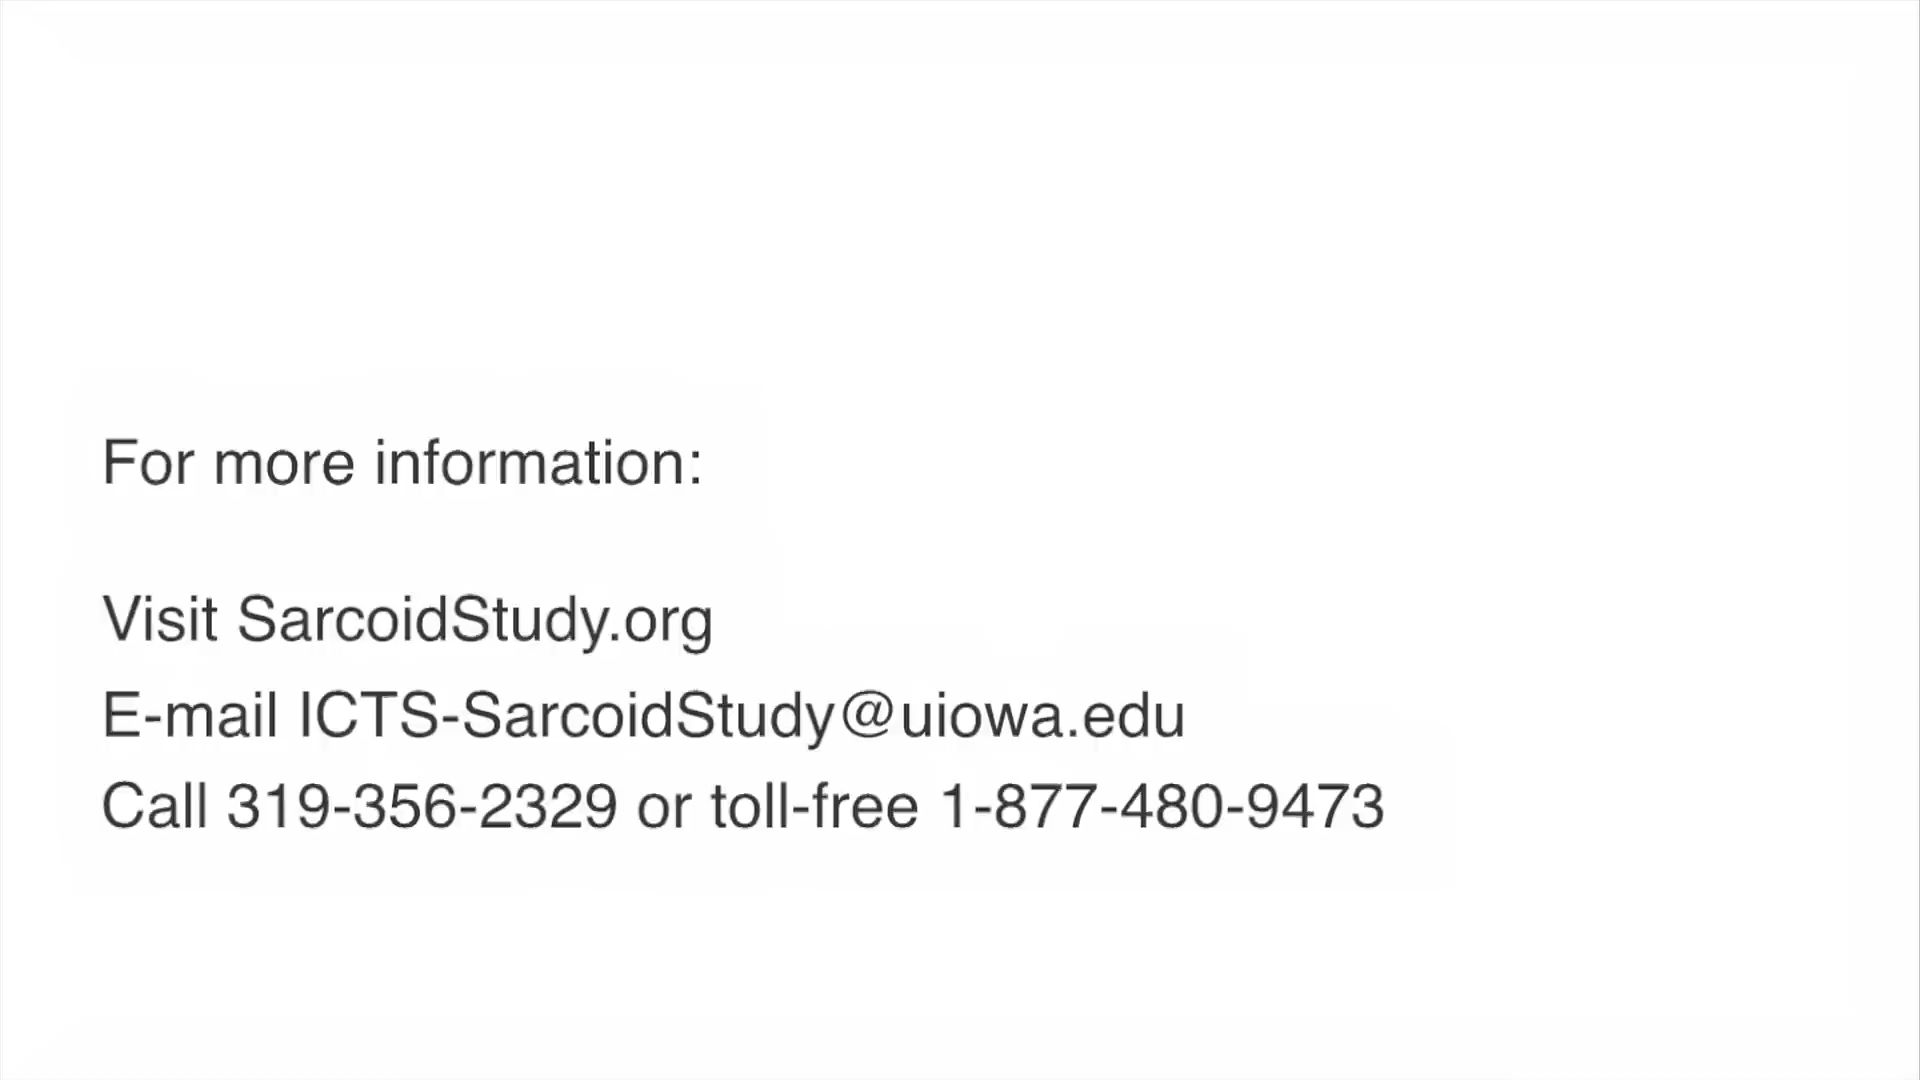 For more information:
Visit SarcoidStudy.org
E-mail ICTS-SarcoidStudy@uiowa.edu
Call 319-356-2329 or toll-free 1-877-480-9473